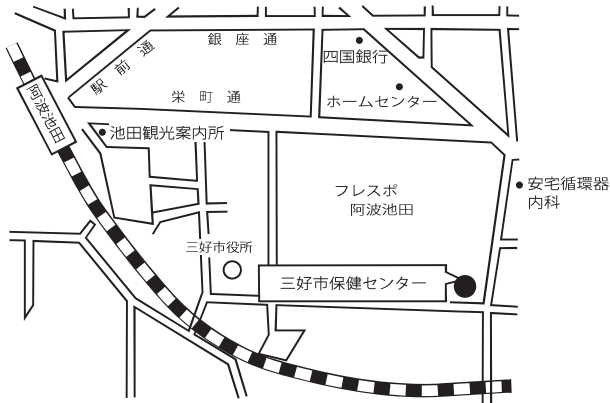 銀座通
四国銀行
駅前通
ホームセンター
栄町通
阿波池田
池田観光案内所
安宅循環器
内科
フレスポ
阿波池田
三好市役所
三好市保健センター